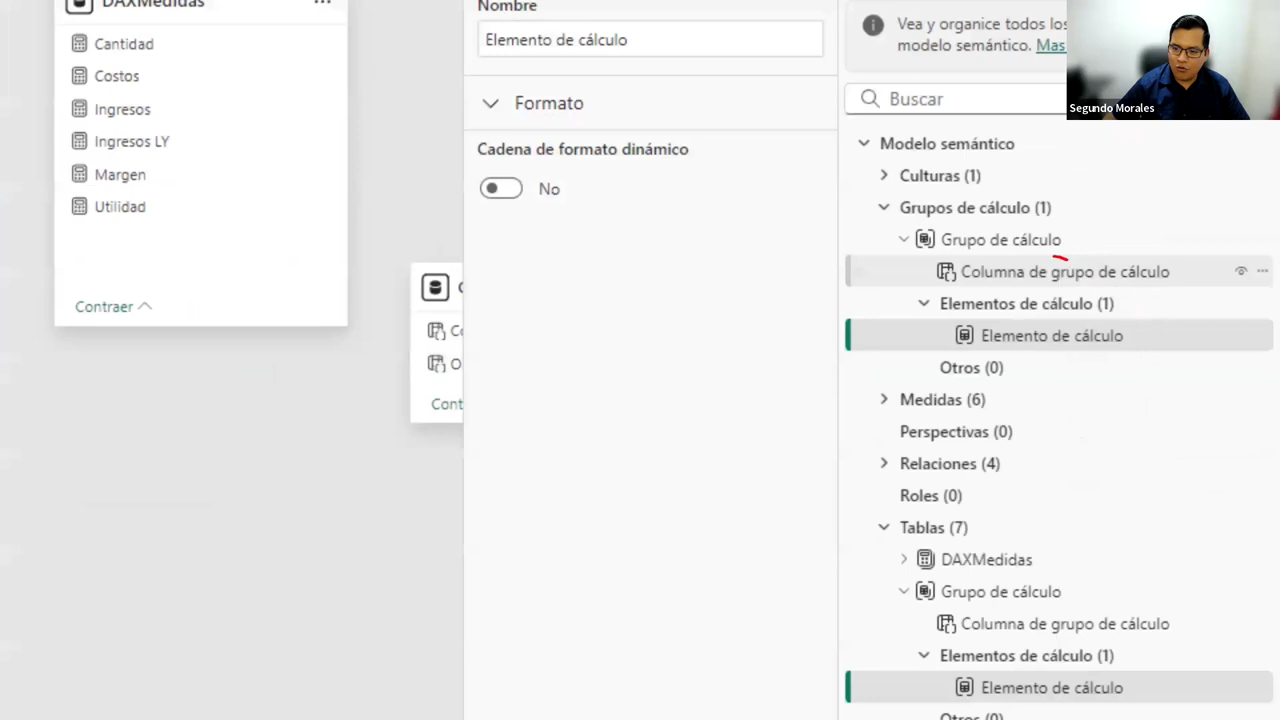 DAXMedidas
Cantidad
Costos
Ingresos
Ingresos LY
Margen
Utilidad
Contraer
Cont
Nombre
Elemento de cálculo
Formato
Cadena de formato dinámico
No
Vea y organice todos los
modelo semántico. Mas
Buscar
Segundo Morales
Modelo semántico
Culturas (1)
Grupos de cálculo (1)
Grupo de cálculo
Columna de grupo de cálculo
Elementos de cálculo (1)
Elemento de cálculo
Otros (0)
Medidas (6)
Perspectivas (0)
Relaciones (4)
Roles (0)
Tablas (7)
DAXMedidas
Grupo de cálculo
Columna de grupo de cálculo
Elementos de cálculo (1)
Elemento de cálculo
Otros (0)